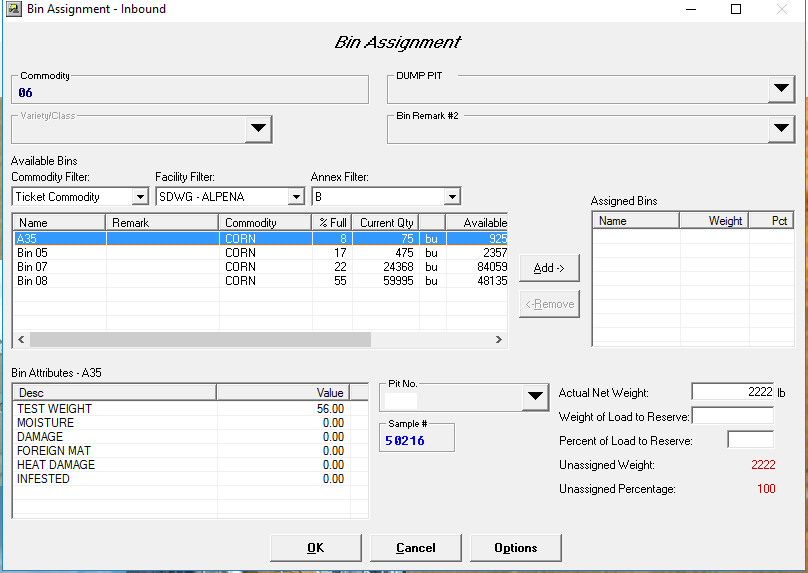 Bin Assignment - Inbound
Bin Assignment
Commodity
06
DUMP PIT
Variety/Class
Bin Remark #2
Available Bins
Commodity Filter: Facility Filter: Annex Filter:
Ticket Commodity SDWG - ALPENA B
Name Remark Commodity % Full Current Qty Available
A35 CORN 8 75 bu 925
Bin 05 CORN 17 475 bu 2357
Bin 07 CORN 22 24368 bu 84059
Bin 08 CORN 55 59995 bu 48135
Add ->
<-Remove
Assigned Bins
Name Weight Pct
Bin Attributes - A35
Desc Value
TEST WEIGHT 56.00
MOISTURE 0.00
DAMAGE 0.00
FOREIGN MAT 0.00
HEAT DAMAGE 0.00
INFESTED 0.00
Pit No.
Sample #
50216
Actual Net Weight: 2222 lb
Weight of Load to Reserve:
Percent of Load to Reserve:
Unassigned Weight: 2222
Unassigned Percentage: 100
OK Cancel Options